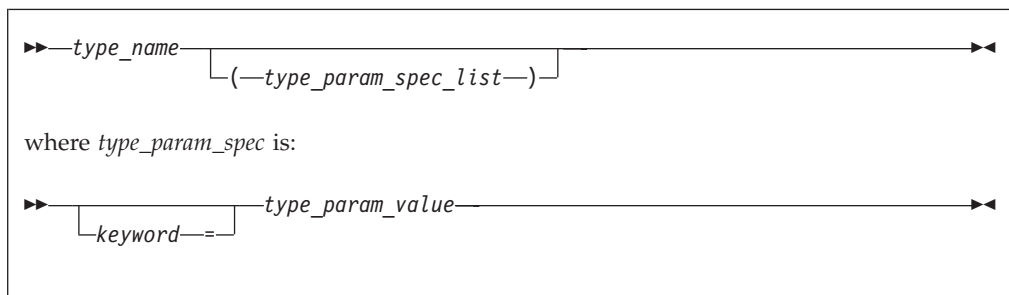 type_name
(type_param_spec_list)
where type_param_spec is:
type_param_value
keyword =